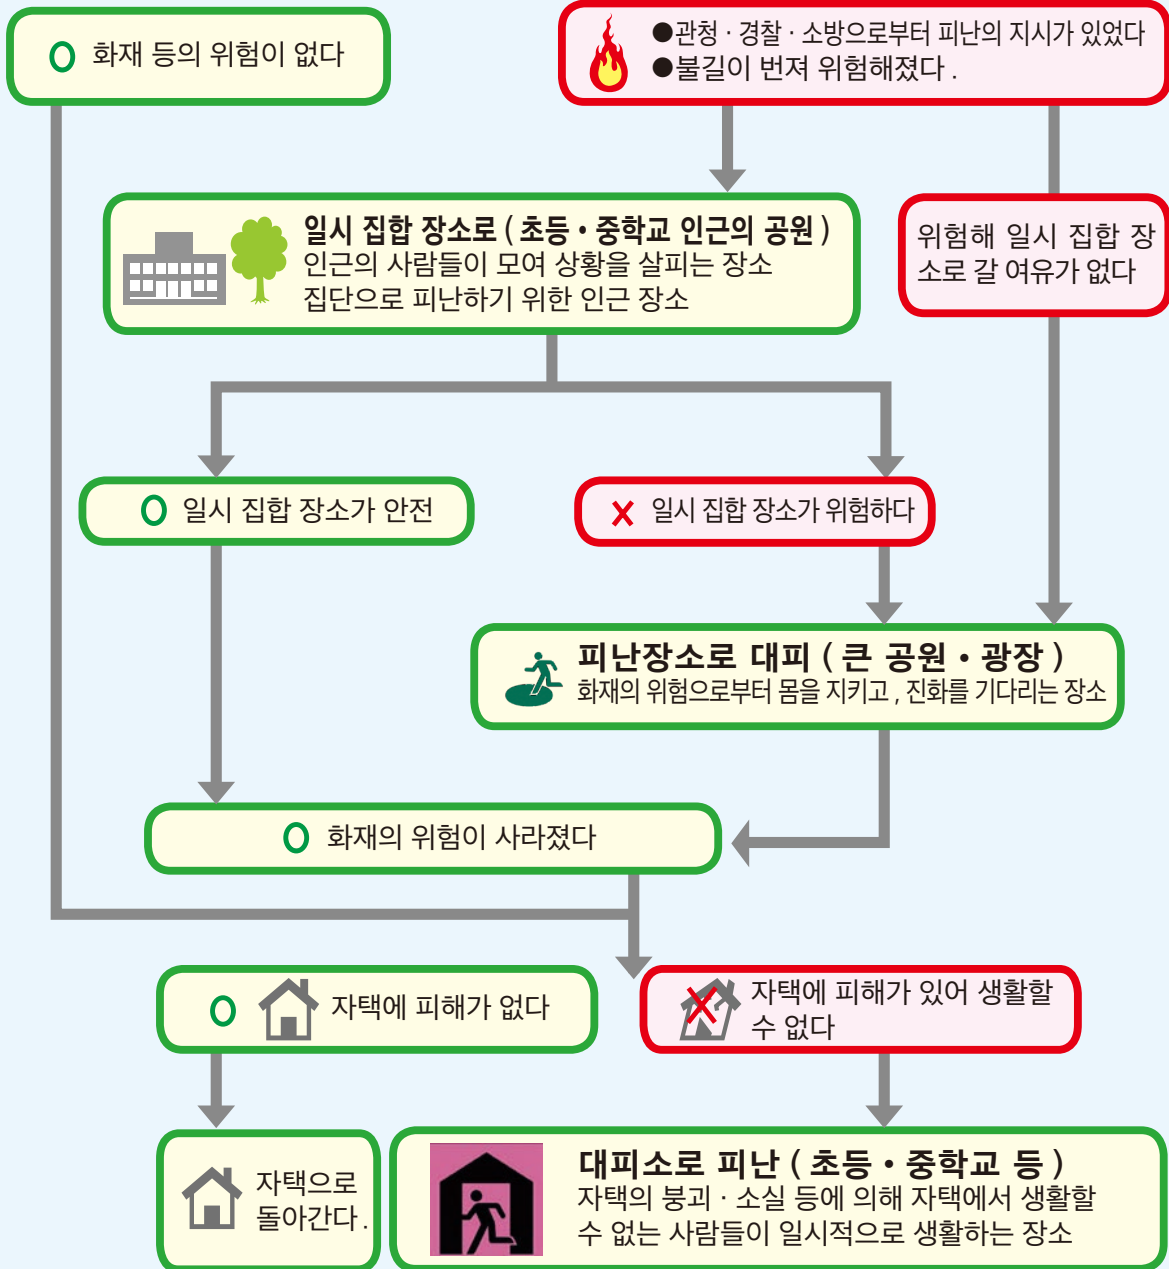 화재 등의 위험이 없다
●관청 · 경찰 · 소방으로부터 피난의 지시가 있었다
●불길이 번져 위험해졌다 .
일시 집합 장소로 ( 초등 • 중학교 인근의 공원 )
인근의 사람들이 모여 상황을 살피는 장소
집단으로 피난하기 위한 인근 장소
위험해 일시 집합 장
소로 갈 여유가 없다
일시 집합 장소가 안전
일시 집합 장소가 위험하다
피난장소로 대피 ( 큰 공원 • 광장 )
화재의 위험으로부터 몸을 지키고 , 진화를 기다리는 장소
화재의 위험이 사라졌다
자택에 피해가 없다
자택에 피해가 있어 생활할
수 없다
자택으로
돌아간다 .
대피소로 피난 ( 초등 • 중학교 등 )
자택의 붕괴 · 소실 등에 의해 자택에서 생활할
수 없는 사람들이 일시적으로 생활하는 장소